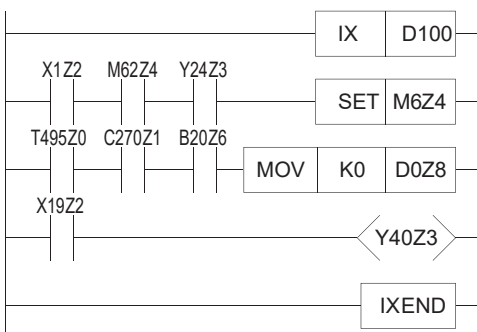 IX D100
X1Z2 M62Z4 Y24Z3
SET M6Z4
T495Z0 C270Z1 B20Z6
MOV K0 D0Z8
X19Z2
Y40Z3
IXEND